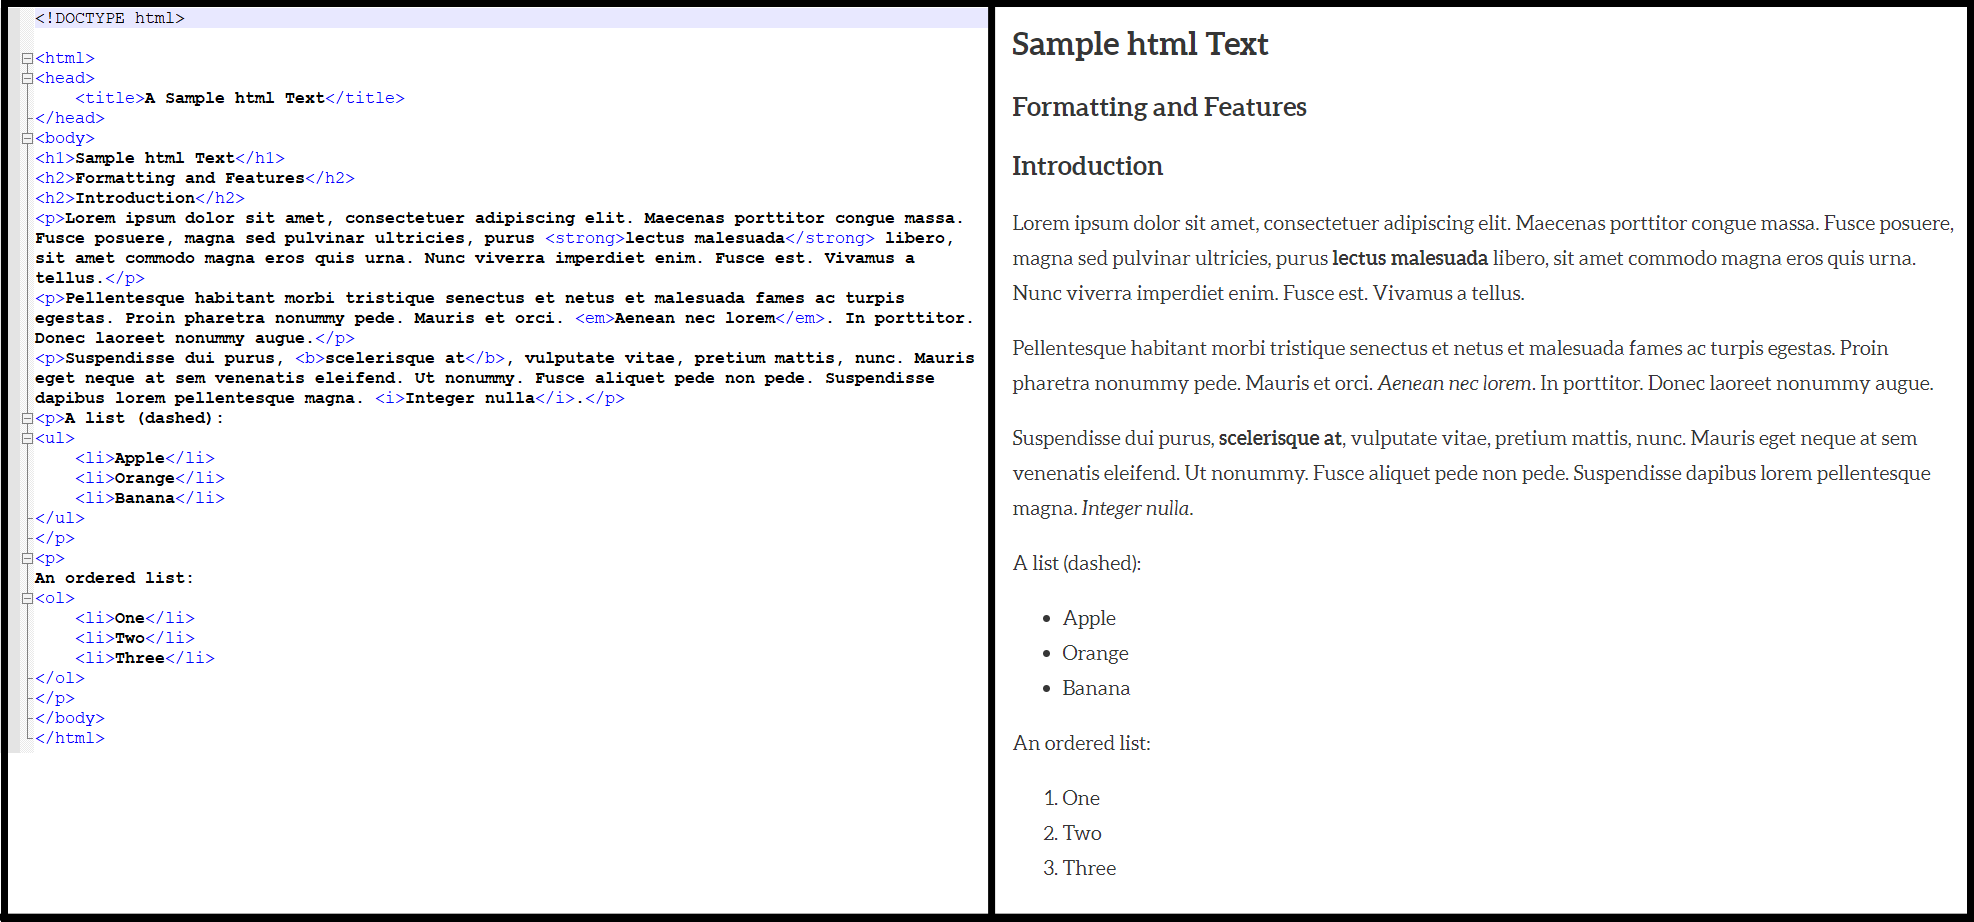 <!DOCTYPE html>
<html>
<head>
<title>A Sample html Text</title>
</head>
<body>
<h1>Sample html Text</h1>
<h2>Formatting and Features</h2>
<h2>Introduction</h2>
<p>Lorem ipsum dolor sit amet, consectetuer adipiscing elit. Maecenas porttitor congue massa.
Fusce posuere, magna sed pulvinar ultricies, purus <strong>lectus malesuada</strong> libero,
sit amet commodo magna eros quis urna. Nunc viverra imperdiet enim. Fusce est. Vivamus a
tellus.</p>
<p>Pellentesque habitant morbi tristique senectus et netus et malesuada fames ac turpis
egestas. Proin pharetra nonummy pede. Mauris et orci. <em>Aenean nec lorem</em>. In porttitor.
Donec laoreet nonummy augue.</p>
<p>Suspendisse dui purus, <b>scelerisque at</b>, vulputate vitae, pretium mattis, nunc. Mauris
eget neque at sem venenatis eleifend. Ut nonummy. Fusce aliquet pede non pede. Suspendisse
dapibus lorem pellentesque magna. <i>Integer nulla</i>.</p>
<p>A list (dashed):
<ul>
<li>Apple</li>
<li>Orange</li>
<li>Banana</li>
</ul>
</p>
<p>
An ordered list:
<ol>
<li>One</li>
<li>Two</li>
<li>Three</li>
</ol>
</p>
</body>
</html>
Sample html Text
Formatting and Features
Introduction
Lorem ipsum dolor sit amet, consectetuer adipiscing elit. Maecenas porttitor congue massa. Fusce posuere,
magna sed pulvinar ultricies, purus lectus malesuada libero, sit amet commodo magna eros quis urna.
Nunc viverra imperdiet enim. Fusce est. Vivamus a tellus.
Pellentesque habitant morbi tristique senectus et netus et malesuada fames ac turpis egestas. Proin
pharetra nonummy pede. Mauris et orci. Aenean nec lorem. In porttitor. Donec laoreet nonummy augue.
Suspendisse dui purus, scelerisque at, vulputate vitae, pretium mattis, nunc. Mauris eget neque at sem
venenatis eleifend. Ut nonummy. Fusce aliquet pede non pede. Suspendisse dapibus lorem pellentesque
magna. Integer nulla.
A list (dashed):
• Apple
• Orange
• Banana
An ordered list:
1. One
2. Two
3. Three